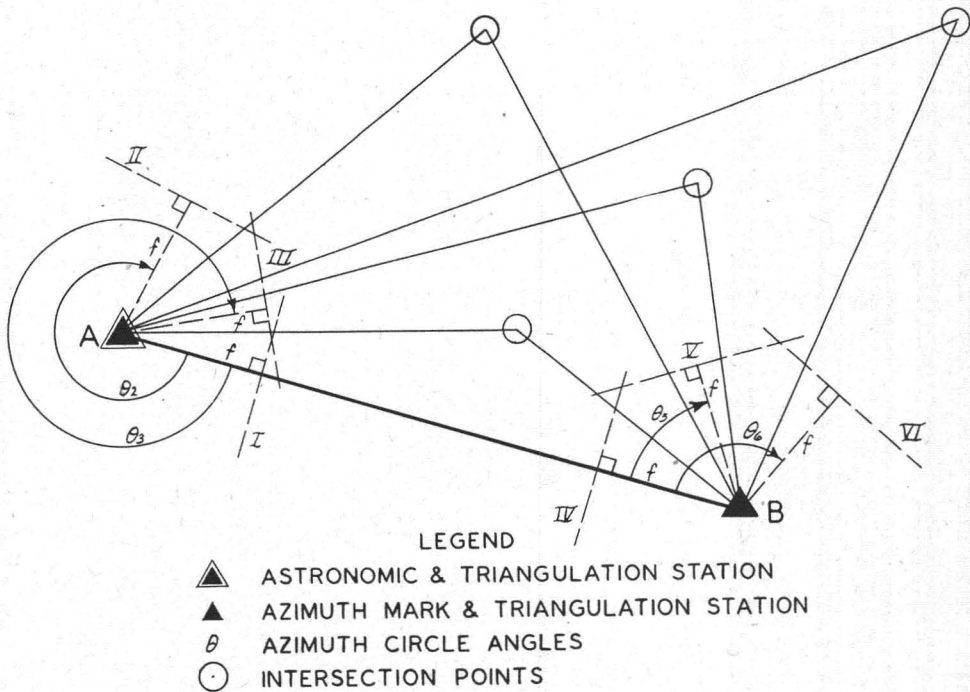 II
f
III
A
f
f
θ₂
θ₃
I
V
f
θ₅
θ₆
f
VI
f
IV
B
LEGEND
ASTRONOMIC & TRIANGULATION STATION
AZIMUTH MARK & TRIANGULATION STATION
θ AZIMUTH CIRCLE ANGLES
INTERSECTION POINTS